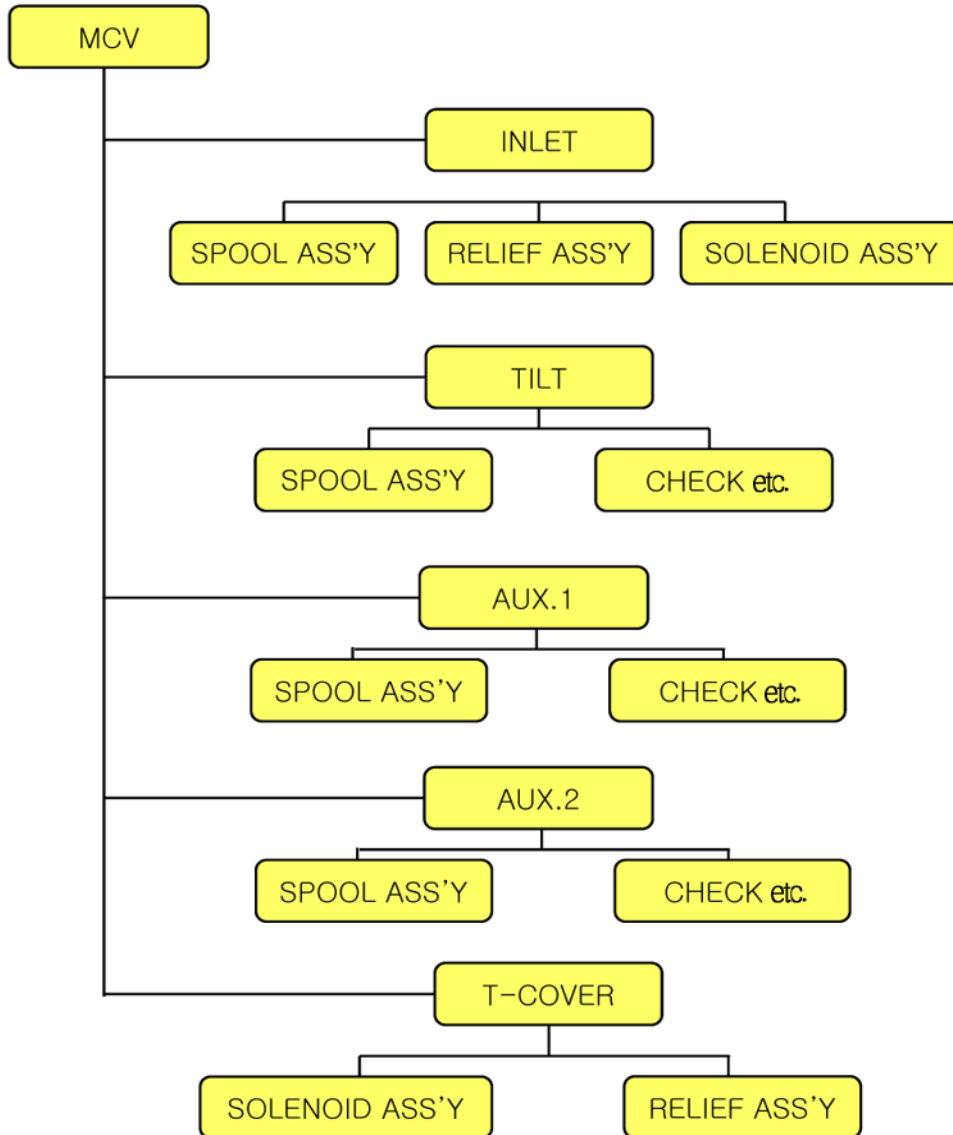 MCV
INLET
SPOOL ASS'Y
RELIEF ASS'Y
SOLENOID ASS'Y
TILT
SPOOL ASS'Y
CHECK etc.
AUX.1
SPOOL ASS'Y
CHECK etc.
AUX.2
SPOOL ASS'Y
CHECK etc.
T-COVER
SOLENOID ASS'Y
RELIEF ASS'Y